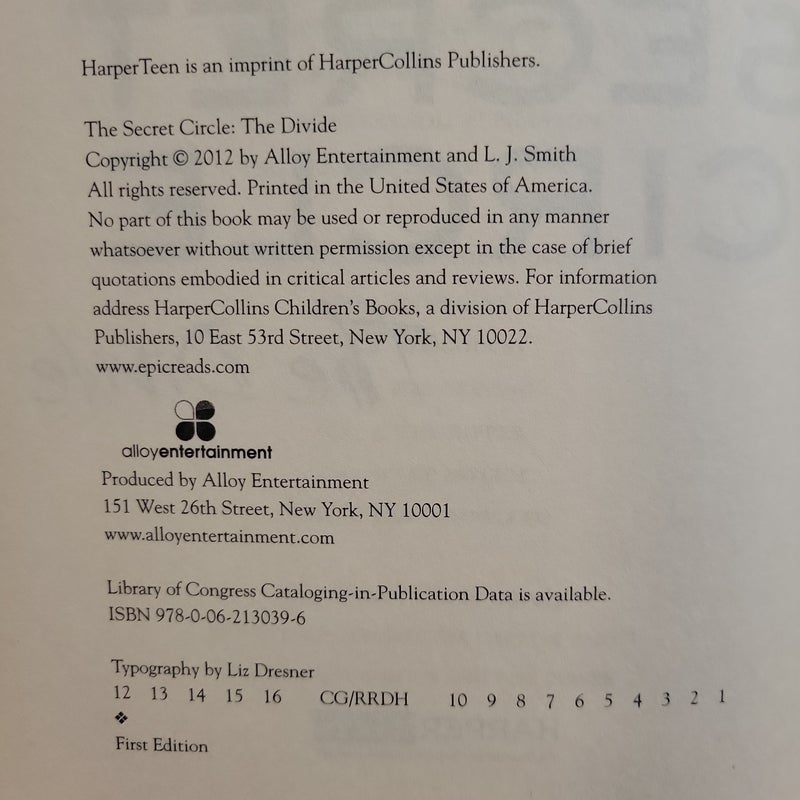 HarperTeen is an imprint of HarperCollins Publishers.
The Secret Circle: The Divide
Copyright © 2012 by Alloy Entertainment and L. J. Smith
All rights reserved. Printed in the United States of America.
No part of this book may be used or reproduced in any manner
whatsoever without written permission except in the case of brief
quotations embodied in critical articles and reviews. For information
address HarperCollins Children's Books, a division of HarperCollins
Publishers, 10 East 53rd Street, New York, NY 10022.
www.epicreads.com
alloyentertainment
Produced by Alloy Entertainment
151 West 26th Street, New York, NY 10001
www.alloyentertainment.com
Library of Congress Cataloging-in-Publication Data is available.
ISBN 978-0-06-213039-6
Typography by Liz Dresner
12 13 14 15 16 CG/RRDH 10 9 8 7 6 5 4 3 2 1
❖
First Edition